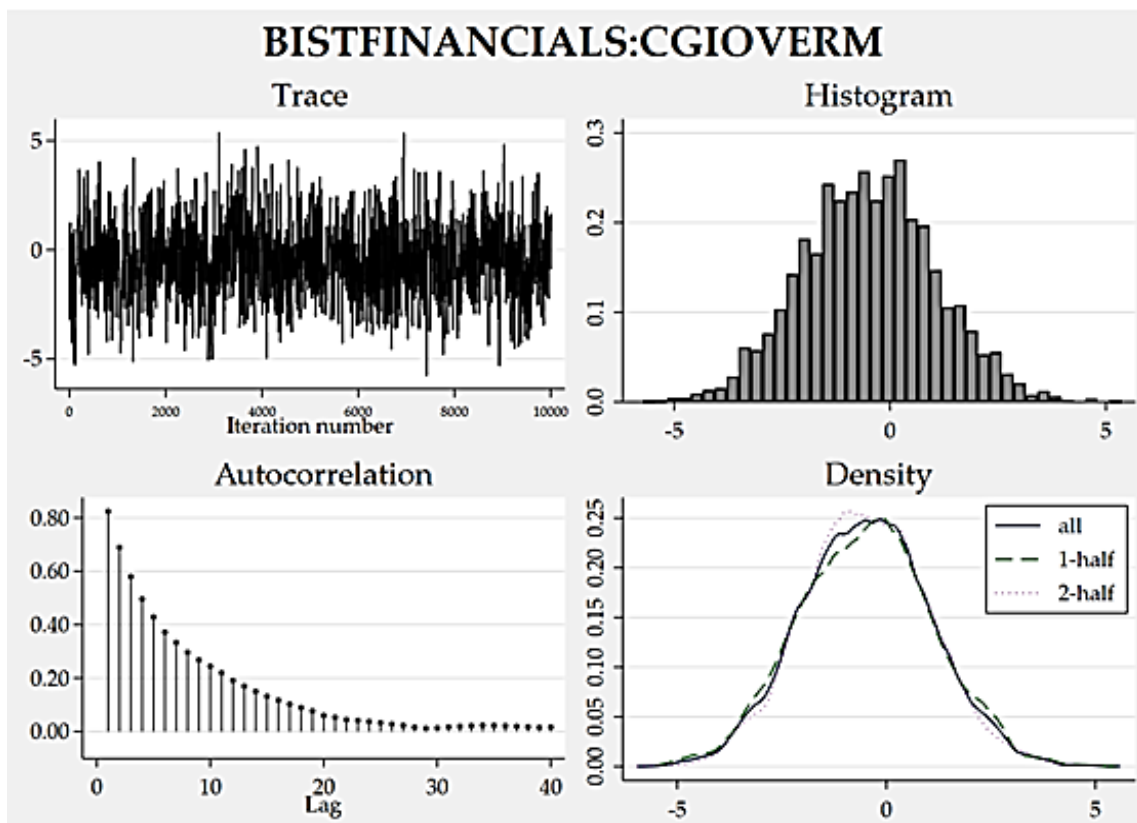 BISTFINANCIALS:CGIOVERM
Trace
5
0
-5
0 2000 4000 6000 8000 10000
Iteration number
Histogram
0.3
0.2
0.1
0.0
-5 0 5
Autocorrelation
0.80
0.60
0.40
0.20
0.00
0 10 20 30 40
Lag
Density
0.25
0.20
0.15
0.10
0.05
0.00
-5 0 5
all
1-half
2-half